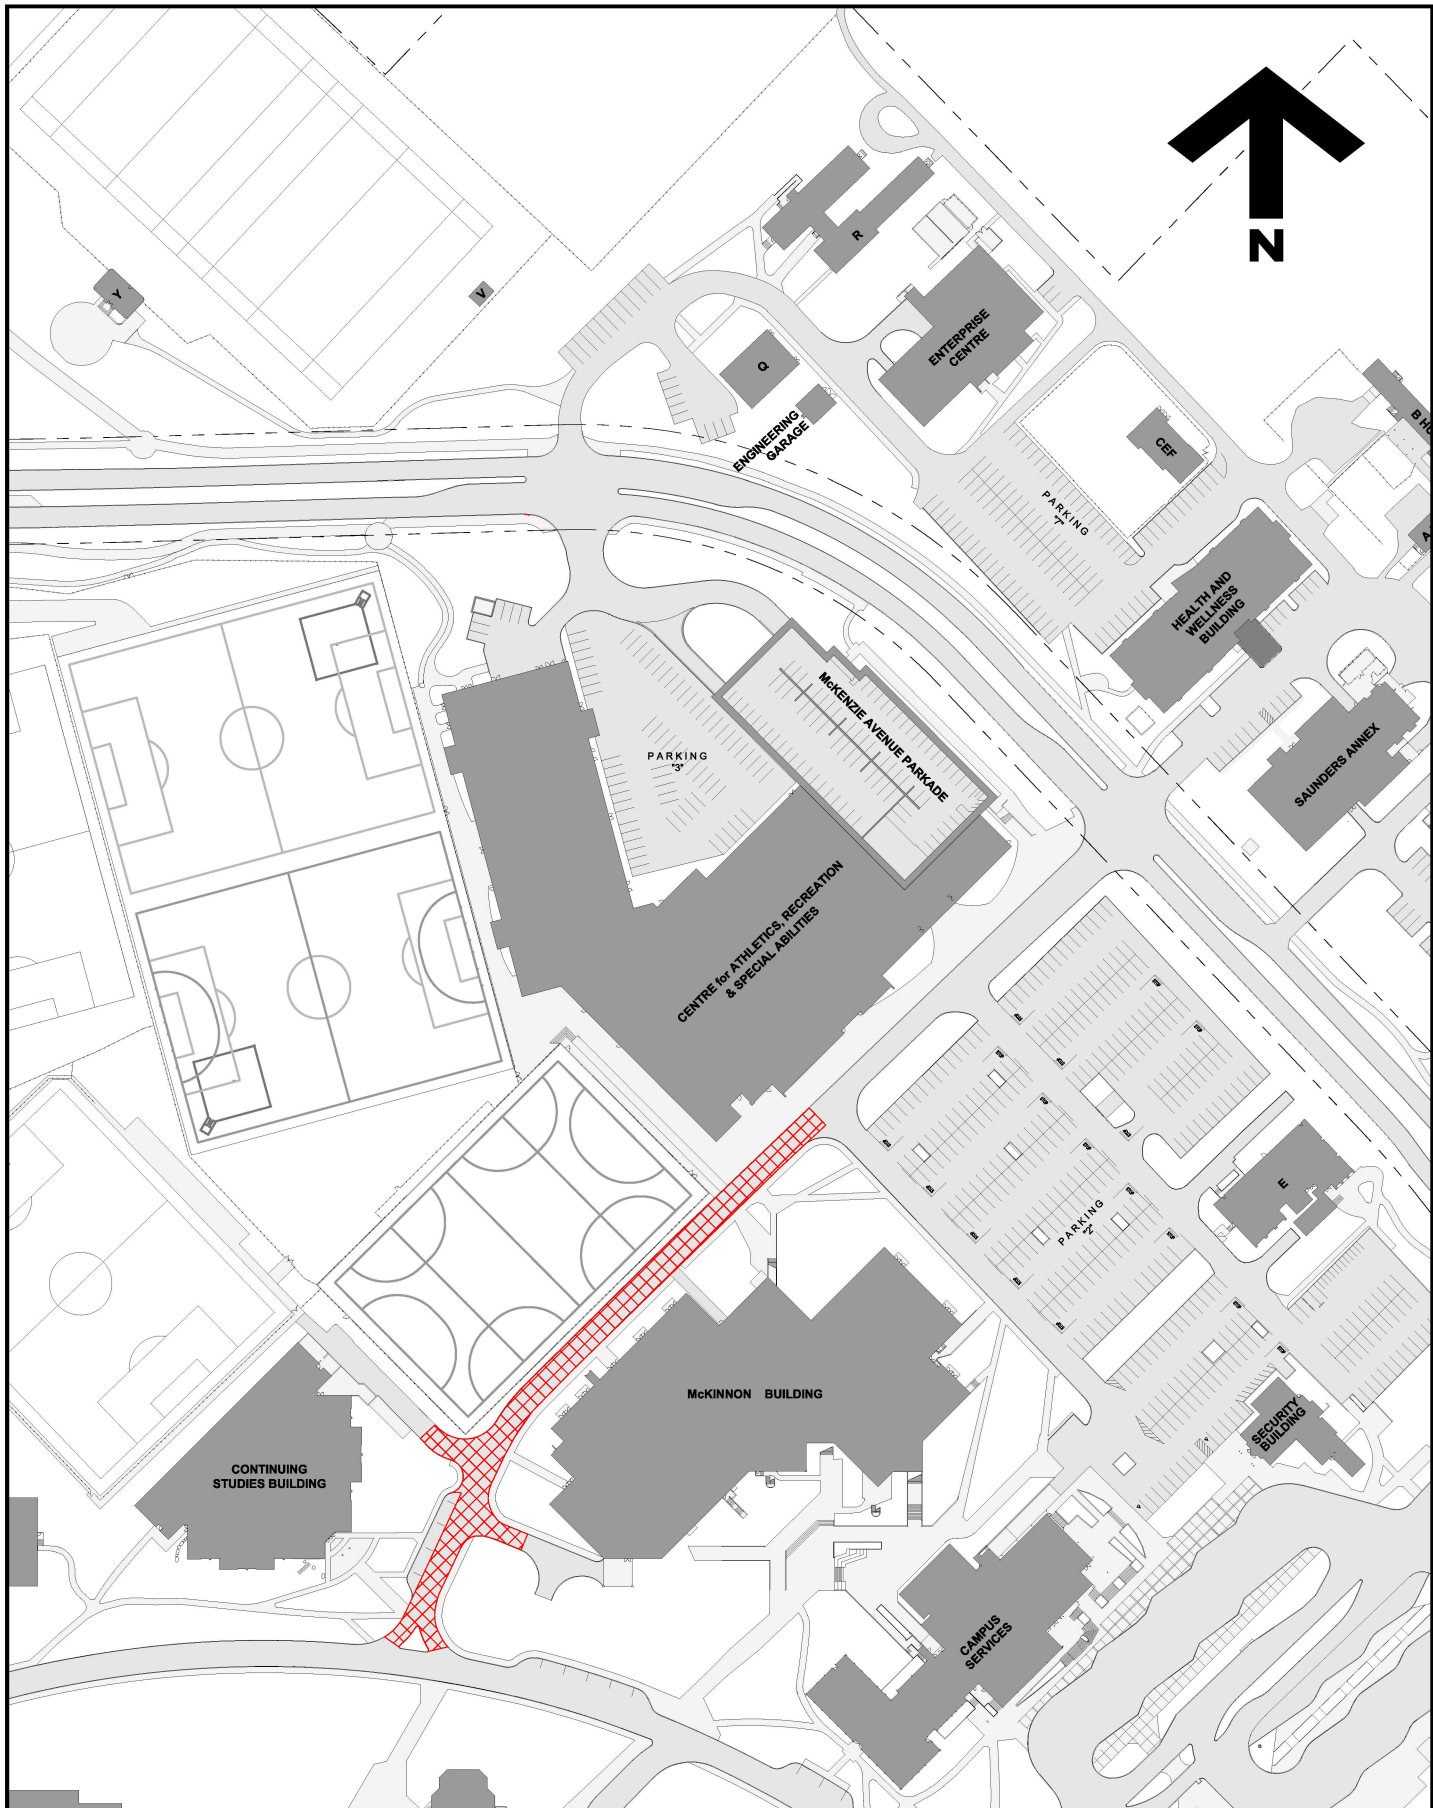 N
R
Y
V
ENTERPRISE
CENTRE
Q
ENGINEERING
GARAGE
CEF
PARKING
"7"
HEALTH AND
WELLNESS
BUILDING
McKENZIE AVENUE PARKADE
PARKING
"3"
SAUNDERS ANNEX
CENTRE for ATHLETICS, RECREATION
& SPECIAL ABILITIES
E
PARKING
"2"
McKINNON BUILDING
SECURITY
BUILDING
CONTINUING
STUDIES BUILDING
CAMPUS
SERVICES